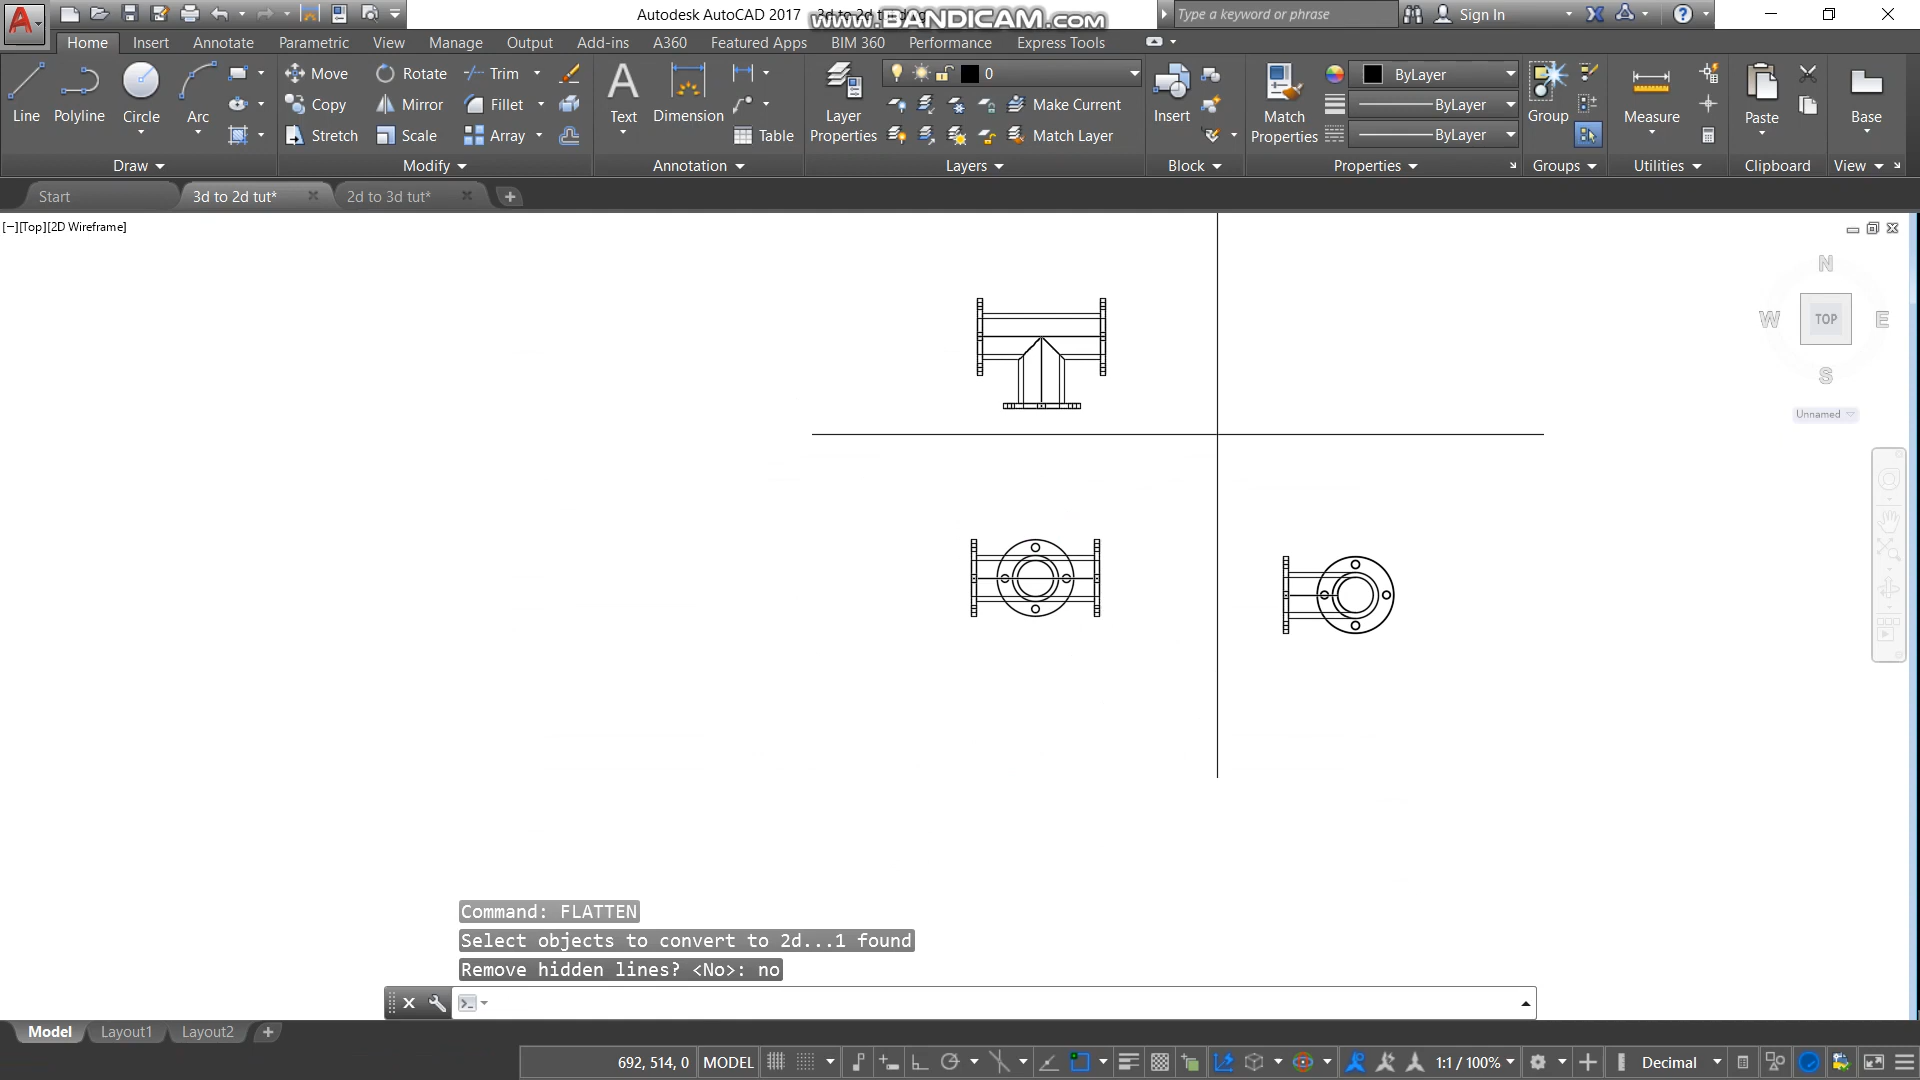 Autodesk AutoCAD 2017 3d to 2d tut
www.BANDICAM.com
Type a keyword or phrase
Sign In
Home Insert Annotate Parametric View Manage Output Add-ins A360 Featured Apps BIM 360 Performance Express Tools
Line Polyline Circle Arc
Move Rotate Trim
Copy Mirror Fillet
Stretch Scale Array
Text Dimension Table
Layer Properties
0
Make Current
Match Layer
Insert
Match Properties
ByLayer
ByLayer
ByLayer
Group
Measure
Paste
Base
Draw Modify Annotation Layers Block Properties Groups Utilities Clipboard View
Start 3d to 2d tut* 2d to 3d tut*
[−][Top][2D Wireframe]
N
W TOP E
S
Unnamed
Command: FLATTEN
Select objects to convert to 2d...1 found
Remove hidden lines? <No>: no
Model Layout1 Layout2
692, 514, 0 MODEL 1:1 / 100% Decimal